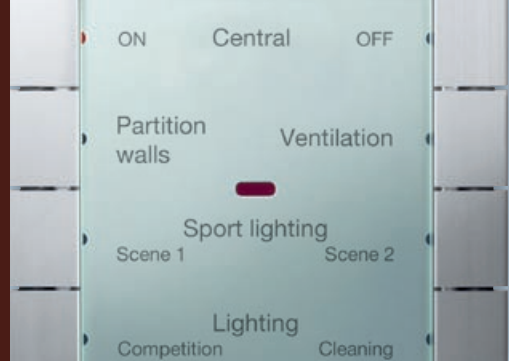 ON Central OFF
Partition
walls
Ventilation
Sport lighting
Scene 1 Scene 2
Lighting
Competition Cleaning